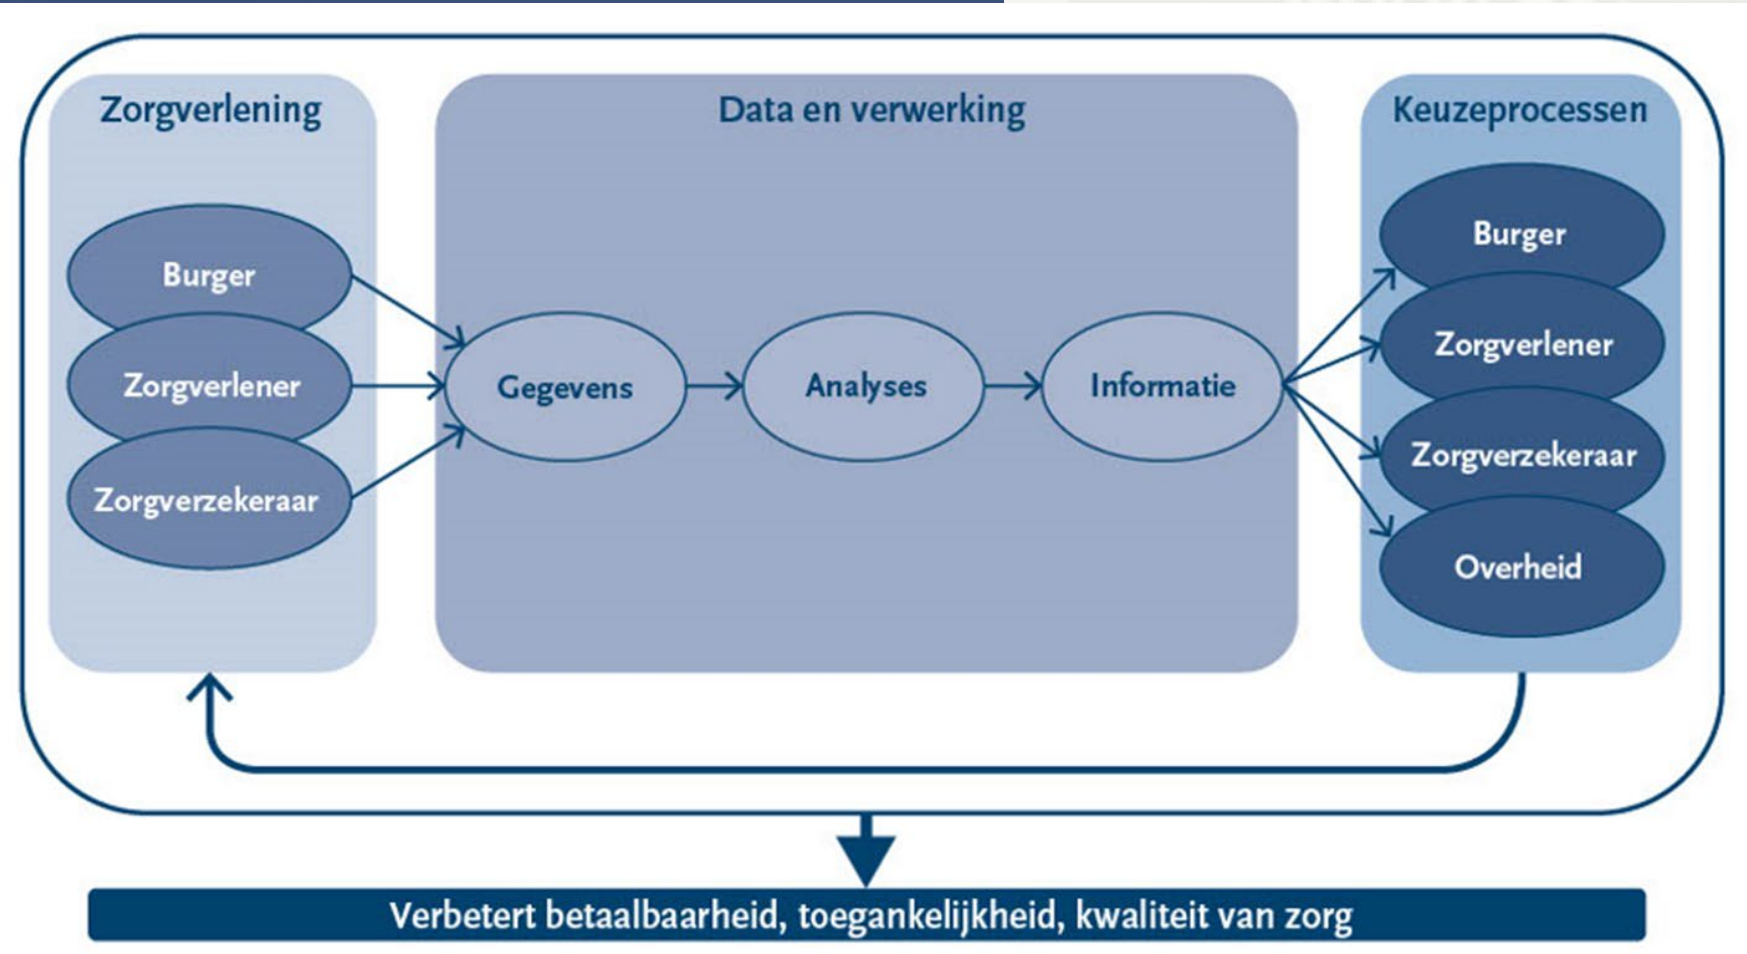 Zorgverlening
Burger
Zorgverlener
Zorgverzekeraar
Data en verwerking
Gegevens
Analyses
Informatie
Keuzeprocessen
Burger
Zorgverlener
Zorgverzekeraar
Overheid
Verbetert betaalbaarheid, toegankelijkheid, kwaliteit van zorg